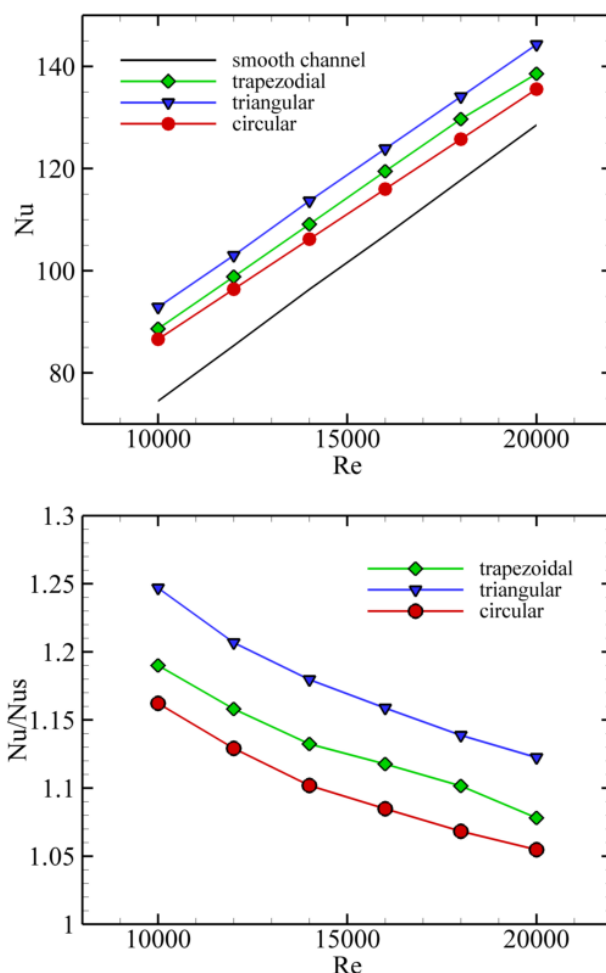 140
120
100
80
Nu
smooth channel
trapezodial
triangular
circular
10000
15000
20000
Re
1.3
1.25
1.2
1.15
1.1
1.05
1
Nu/Nus
trapezoidal
triangular
circular
10000
15000
20000
Re